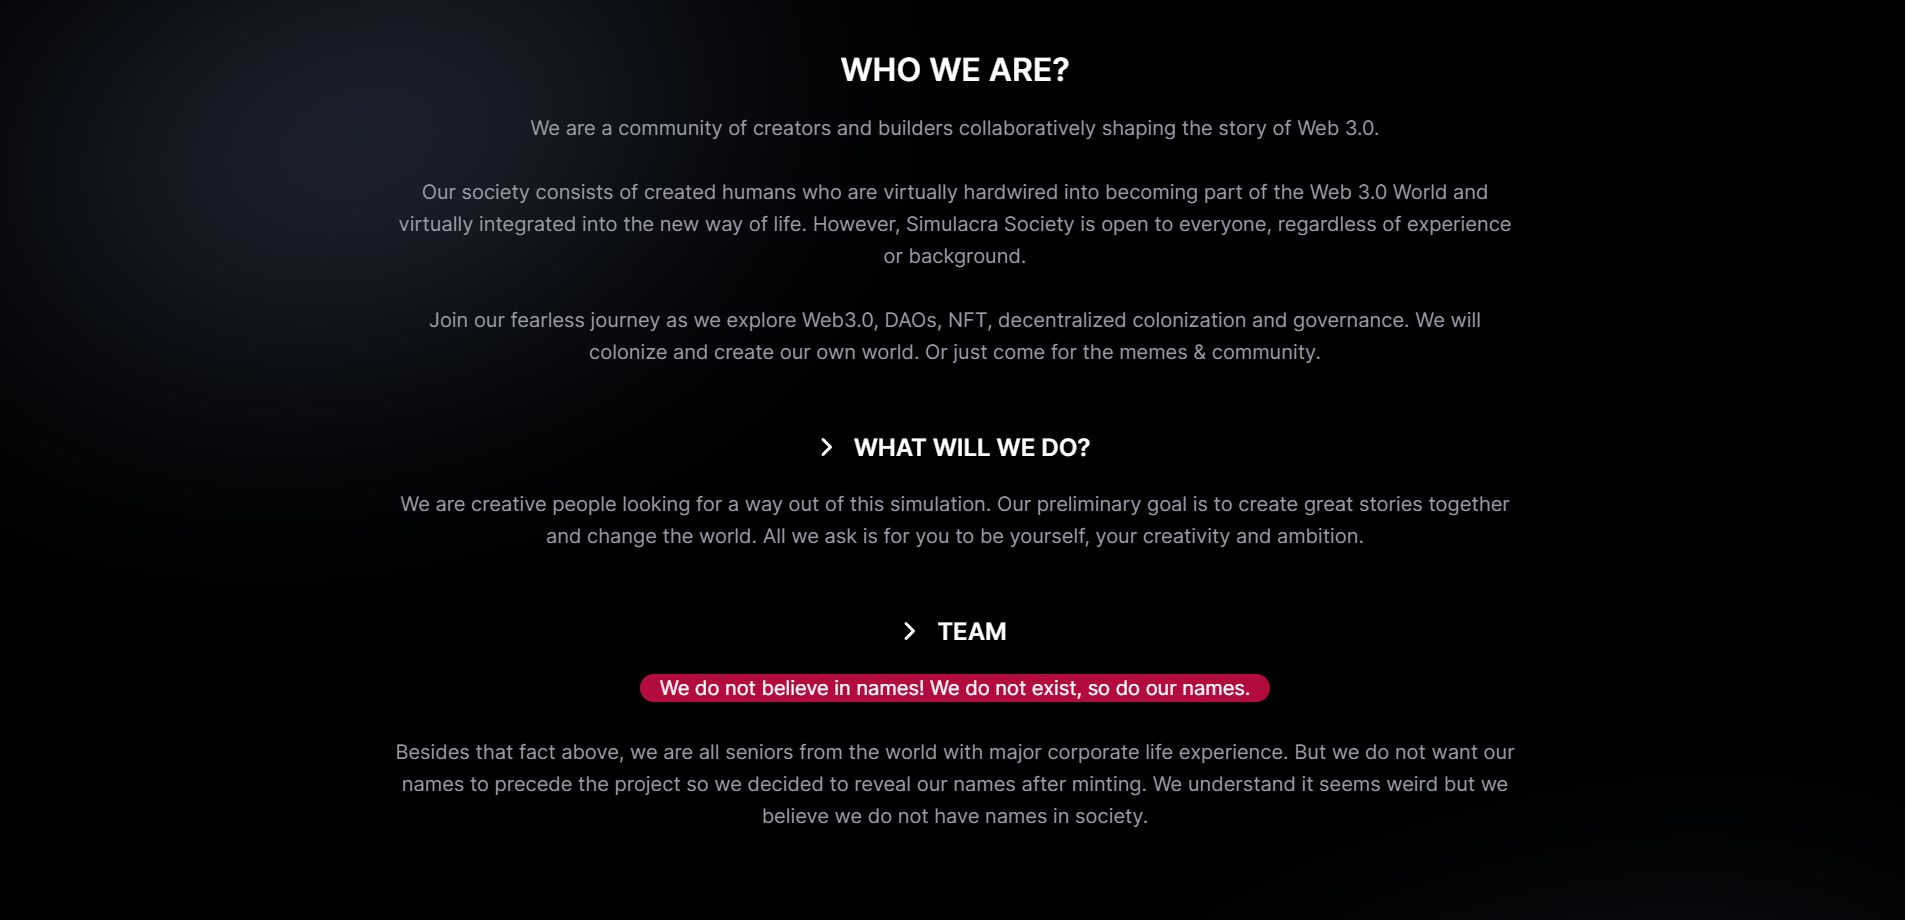 WHO WE ARE?
We are a community of creators and builders collaboratively shaping the story of Web 3.0.
Our society consists of created humans who are virtually hardwired into becoming part of the Web 3.0 World and
virtually integrated into the new way of life. However, Simulacra Society is open to everyone, regardless of experience
or background.
Join our fearless journey as we explore Web3.0, DAOs, NFT, decentralized colonization and governance. We will
colonize and create our own world. Or just come for the memes & community.
WHAT WILL WE DO?
We are creative people looking for a way out of this simulation. Our preliminary goal is to create great stories together
and change the world. All we ask is for you to be yourself, your creativity and ambition.
TEAM
We do not believe in names! We do not exist, so do our names.
Besides that fact above, we are all seniors from the world with major corporate life experience. But we do not want our
names to precede the project so we decided to reveal our names after minting. We understand it seems weird but we
believe we do not have names in society.